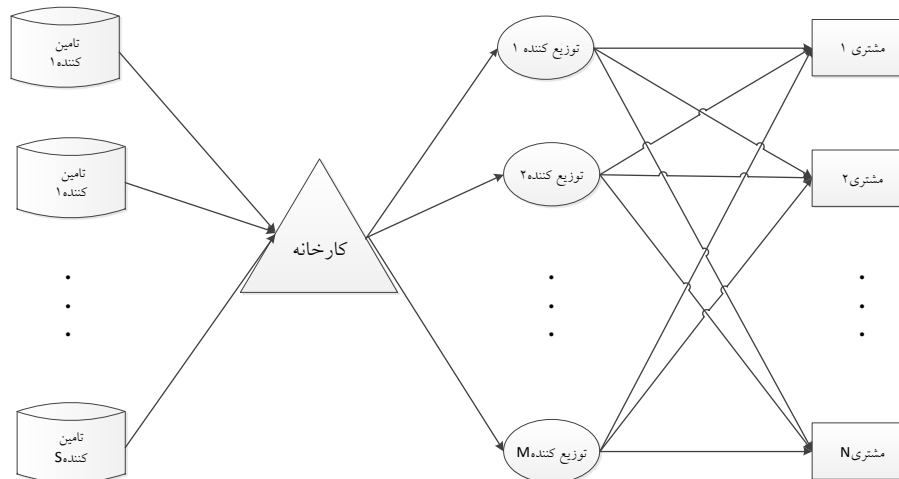 تامین
کننده۱
توزیع کننده ۱
مشتری ۱
تامین
کننده۱
توزیع کننده۲
مشتری۲
کارخانه
تامین
کنندهS
توزیع کنندهM
مشتریN